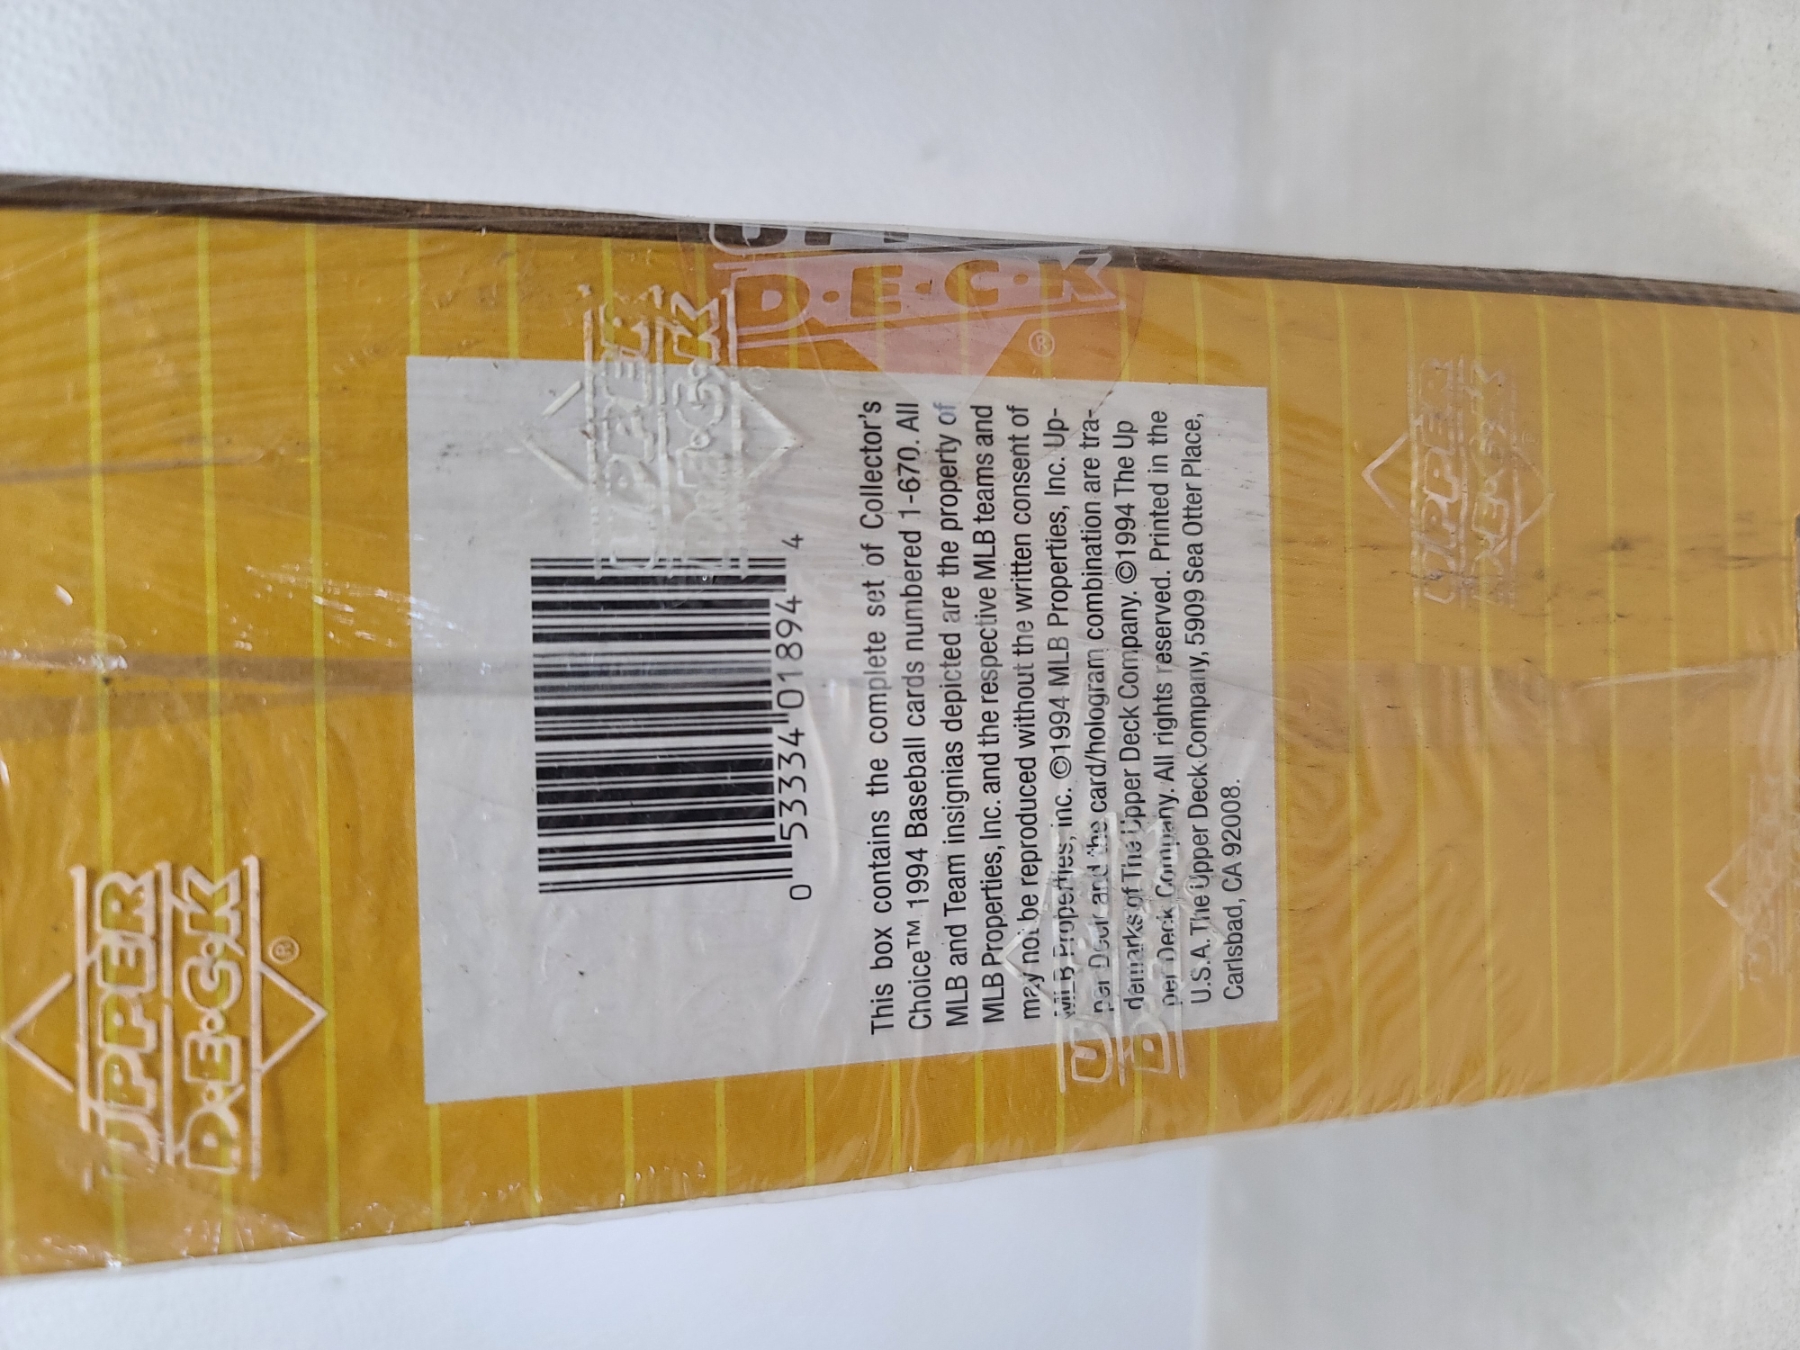 UPPER
D.E.C.K
®
UPPER
D.E.C.K
D.E.C.K
®
0 53334 01894 4
This box contains the complete set of Collector's
Choice™ 1994 Baseball cards numbered 1-670. All
MLB and Team insignias depicted are the property of
MLB Properties, Inc. and the respective MLB teams and
may not be reproduced without the written consent of
MLB Properties, inc. ©1994 MLB Properties, Inc. Up-
per Deck and the card/hologram combination are tra-
demarks of The Upper Deck Company. ©1994 The Up
per Deck Company. All rights reserved. Printed in the
U.S.A. The Upper Deck Company, 5909 Sea Otter Place,
Carlsbad, CA 92008.
UPPER